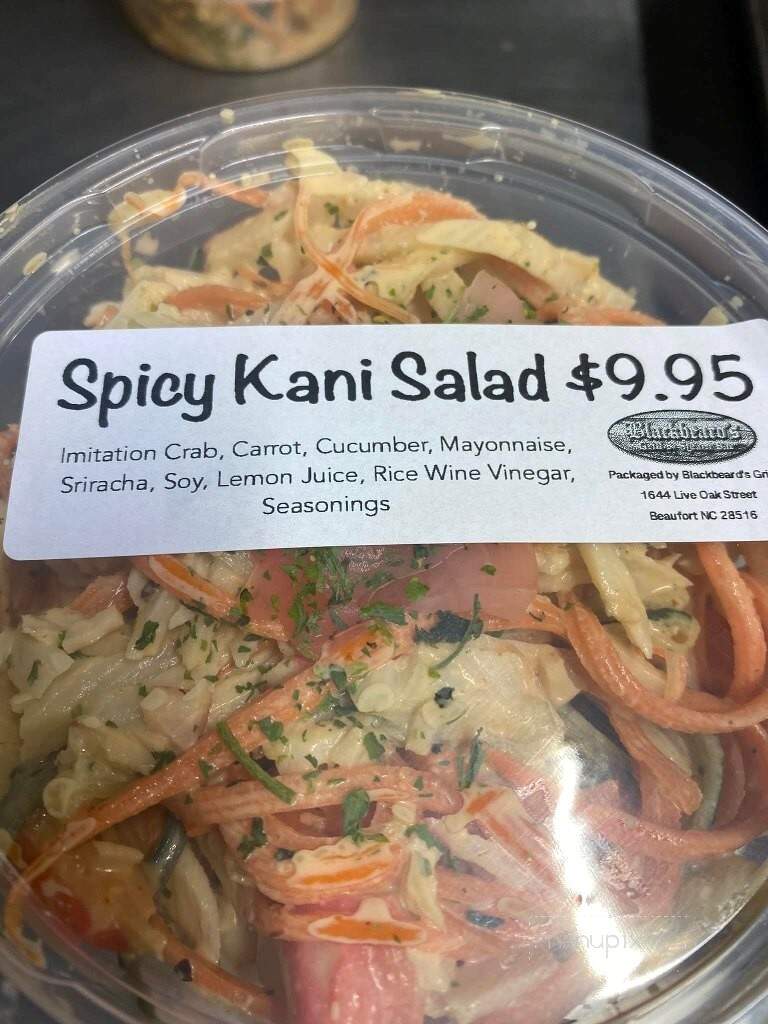 Spicy Kani Salad $9.95
Imitation Crab, Carrot, Cucumber, Mayonnaise,
Sriracha, Soy, Lemon Juice, Rice Wine Vinegar,
Seasonings
Blackbeard's
Packaged by Blackbeard's Gri
1644 Live Oak Street
Beaufort NC 28516